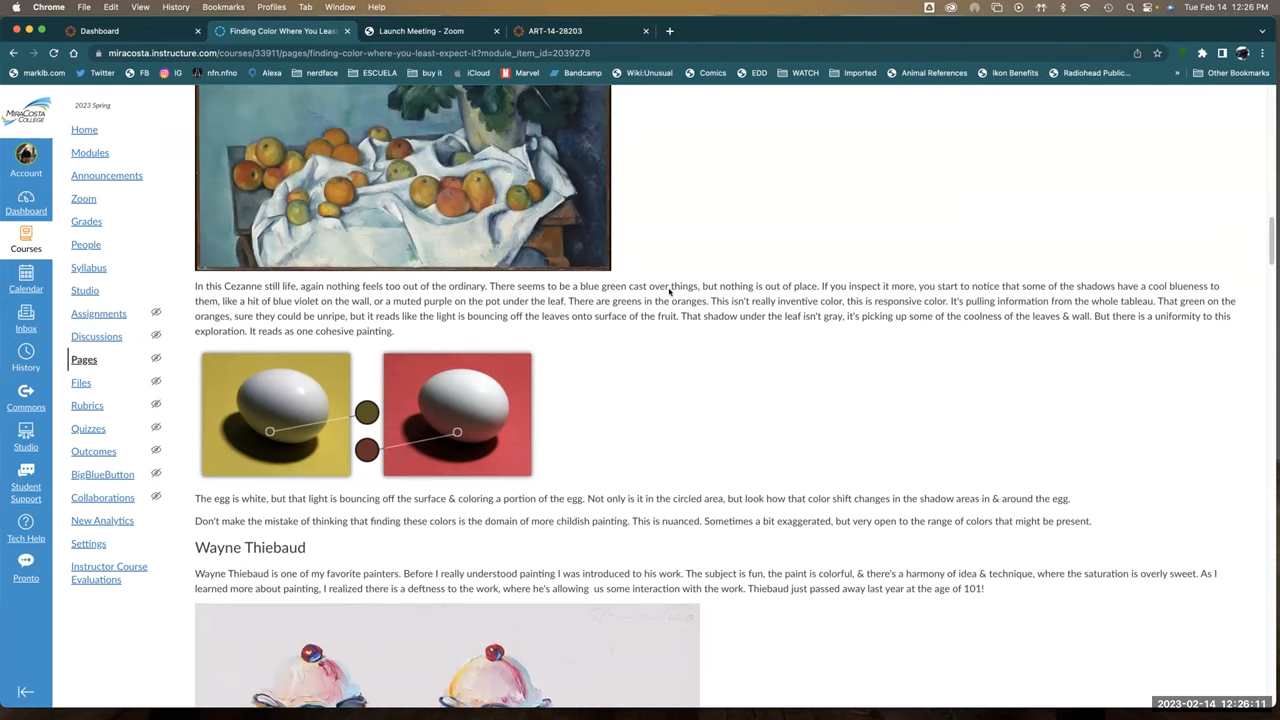 Chrome File Edit View History Bookmarks Profiles Tab Window Help
Tue Feb 14 12:26 PM
Dashboard
Finding Color Where You Leas
Launch Meeting - Zoom
ART-14-28203
miracosta.instructure.com/courses/33911/pages/finding-color-where-you-least-expect-it?module_item_id=2039278
marklb.com Twitter FB IG nfn.nfno Alexa nerdface ESCUELA buy it iCloud Marvel Bandcamp Wiki:Unusual Comics EDD WATCH Imported Animal References Ikon Benefits Radiohead Public... » Other Bookmarks
MIRACOSTA
COLLEGE
Account
Dashboard
Courses
Calendar
Inbox
History
Commons
Studio
Student
Support
Tech Help
Pronto
2023 Spring
Home
Modules
Announcements
Zoom
Grades
People
Syllabus
Studio
Assignments
Discussions
Pages
Files
Rubrics
Quizzes
Outcomes
BigBlueButton
Collaborations
New Analytics
Settings
Instructor Course
Evaluations
In this Cezanne still life, again nothing feels too out of the ordinary. There seems to be a blue green cast over things, but nothing is out of place. If you inspect it more, you start to notice that some of the shadows have a cool blueness to
them, like a hit of blue violet on the wall, or a muted purple on the pot under the leaf. There are greens in the oranges. This isn't really inventive color, this is responsive color. It's pulling information from the whole tableau. That green on the
oranges, sure they could be unripe, but it reads like the light is bouncing off the leaves onto surface of the fruit. That shadow under the leaf isn't gray, it's picking up some of the coolness of the leaves & wall. But there is a uniformity to this
exploration. It reads as one cohesive painting.
The egg is white, but that light is bouncing off the surface & coloring a portion of the egg. Not only is it in the circled area, but look how that color shift changes in the shadow areas in & around the egg.
Don't make the mistake of thinking that finding these colors is the domain of more childish painting. This is nuanced. Sometimes a bit exaggerated, but very open to the range of colors that might be present.
Wayne Thiebaud
Wayne Thiebaud is one of my favorite painters. Before I really understood painting I was introduced to his work. The subject is fun, the paint is colorful, & there's a harmony of idea & technique, where the saturation is overly sweet. As I
learned more about painting, I realized there is a deftness to the work, where he's allowing us some interaction with the work. Thiebaud just passed away last year at the age of 101!
2023-02-14 12:26:11